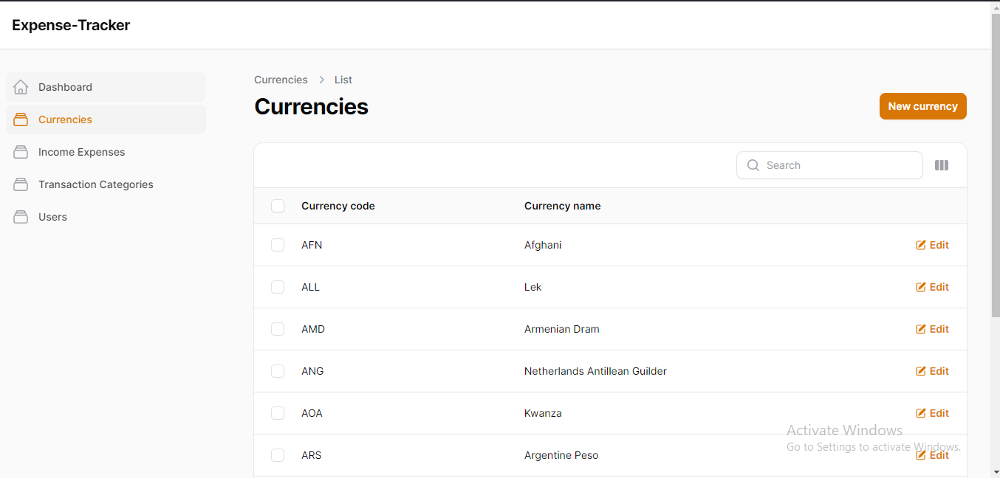 Expense-Tracker
Dashboard
Currencies
Income Expenses
Transaction Categories
Users
Currencies > List
Currencies
New currency
Search
Currency code Currency name
AFN Afghani Edit
ALL Lek Edit
AMD Armenian Dram Edit
ANG Netherlands Antillean Guilder Edit
AOA Kwanza Edit
ARS Argentine Peso Edit
Activate Windows
Go to Settings to activate Windows.